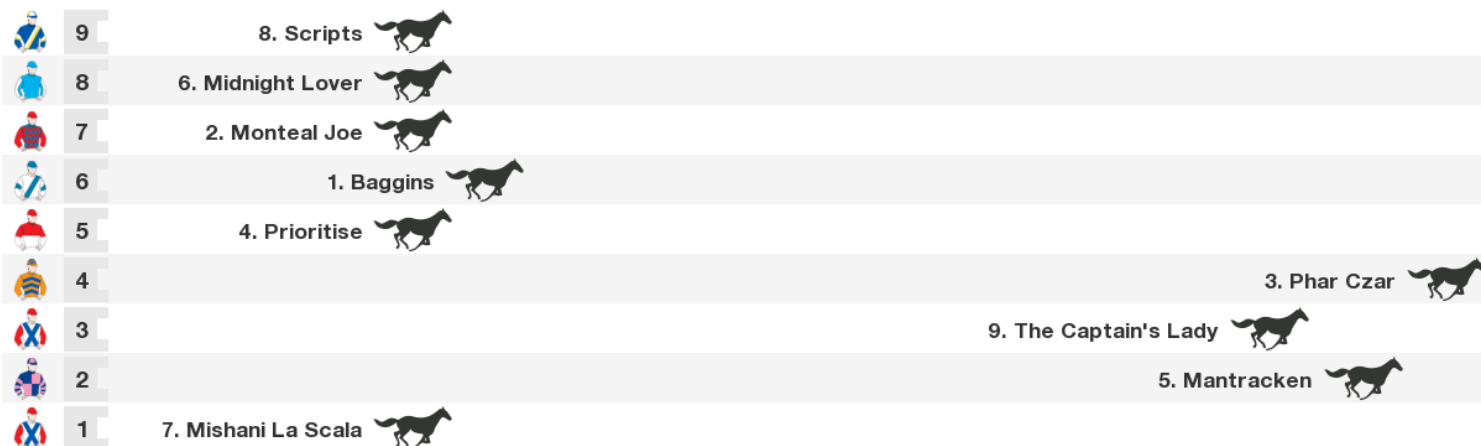 9 8. Scripts
8 6. Midnight Lover
7 2. Monteal Joe
6 1. Baggins
5 4. Prioritise
4 3. Phar Czar
3 9. The Captain's Lady
2 5. Mantracken
1 7. Mishani La Scala